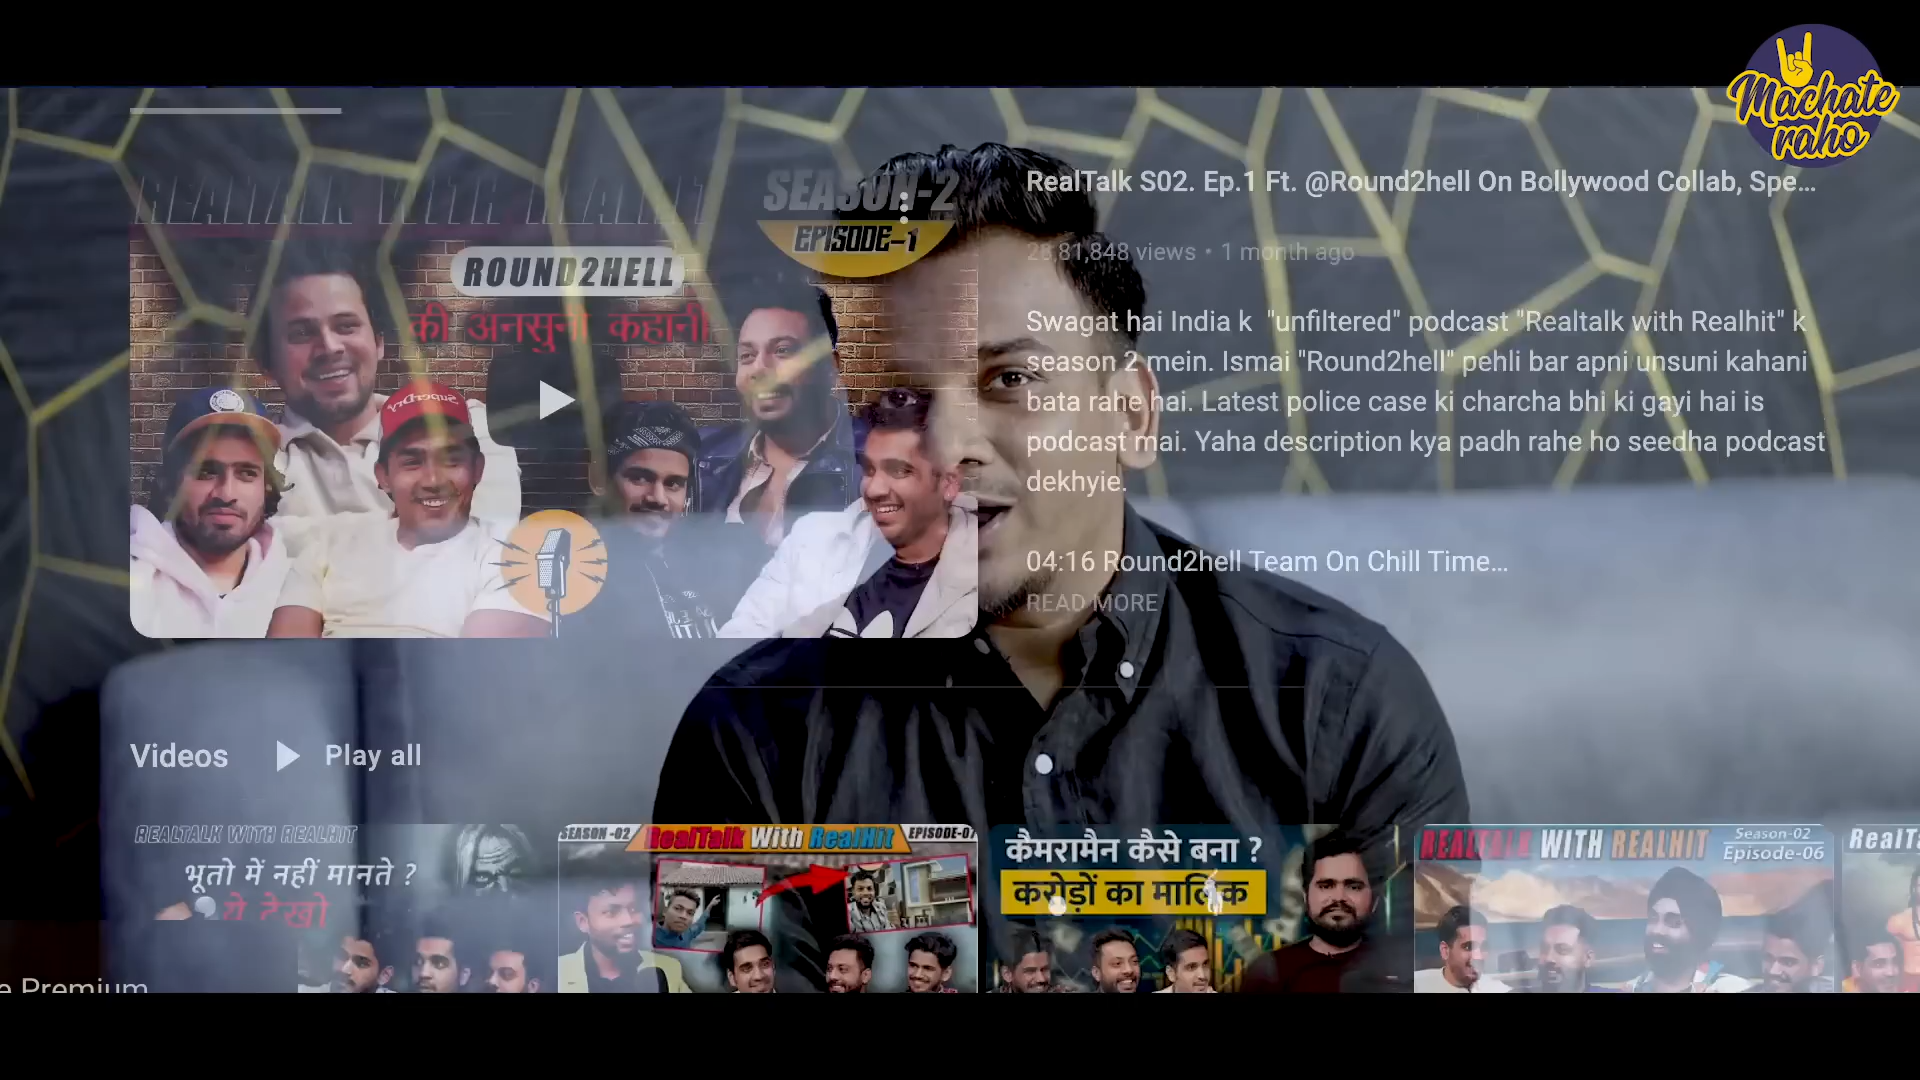 Machate
raho
REALTALK WITH REALHIT
SEASON-2
EPISODE-1
ROUND2HELL
की अनसुनी कहानी
Superdry
RealTalk S02. Ep.1 Ft. @Round2hell On Bollywood Collab, Spe...
28,81,848 views • 1 month ago
Swagat hai India k "unfiltered" podcast "Realtalk with Realhit" k
season 2 mein. Ismai "Round2hell" pehli bar apni unsuni kahani
bata rahe hai. Latest police case ki charcha bhi ki gayi hai is
podcast mai. Yaha description kya padh rahe ho seedha podcast
dekhyie.
04:16 Round2hell Team On Chill Time...
READ MORE
Videos
Play all
REALTALK WITH REALHIT
भूतो में नहीं मानते ?
ये देखो
SEASON -02
RealTalk With RealHit
EPISODE-07
कैमरामैन कैसे बना ?
करोड़ों का मालिक
REALTALK WITH REALHIT
Season-02
Episode-06
RealTa
e Premium